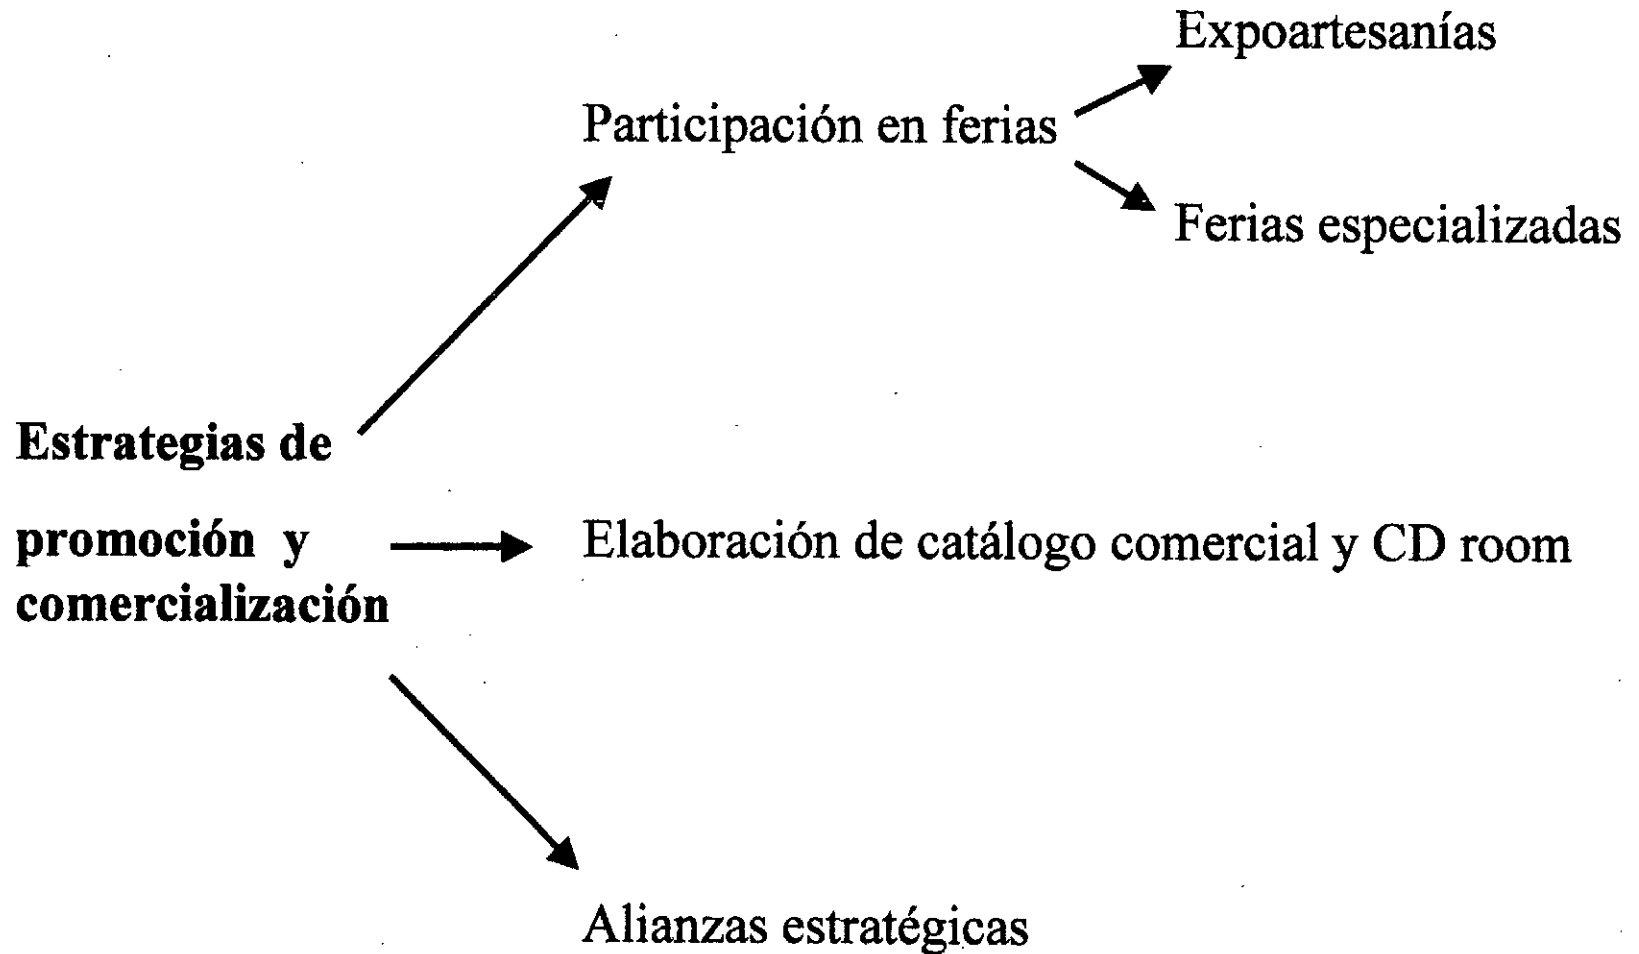 Expoartesanías
Participación en ferias
Ferias especializadas
Estrategias de
promoción y
comercialización
Elaboración de catálogo comercial y CD room
Alianzas estratégicas